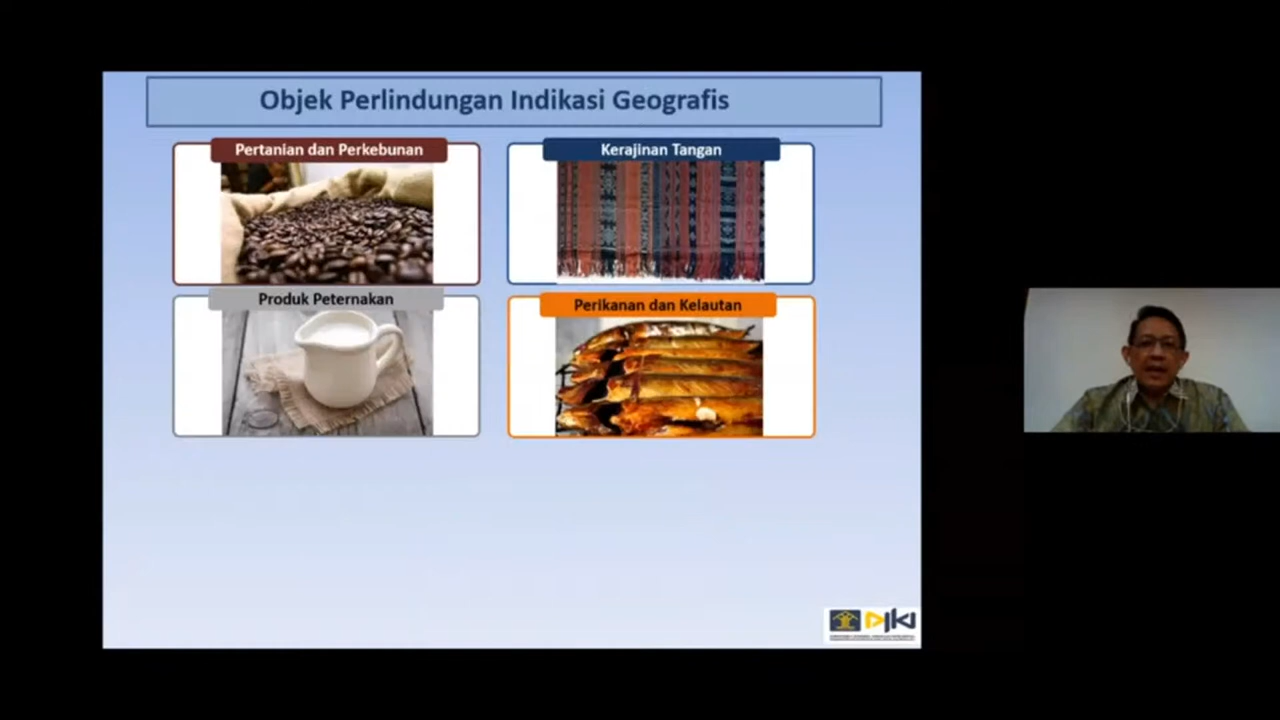 Objek Perlindungan Indikasi Geografis
Pertanian dan Perkebunan
Kerajinan Tangan
Produk Peternakan
Perikanan dan Kelautan
DJKI